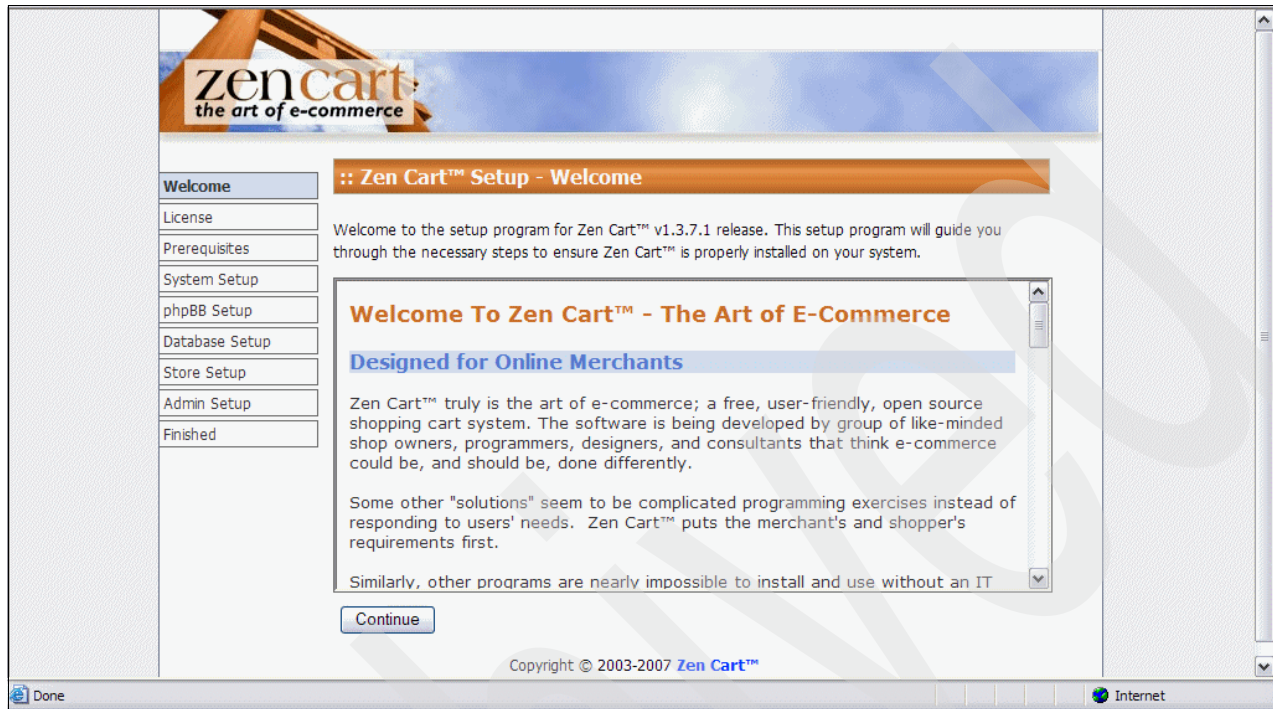 zencart
the art of e-commerce
Welcome
License
Prerequisites
System Setup
phpBB Setup
Database Setup
Store Setup
Admin Setup
Finished
:: Zen Cart™ Setup - Welcome
Welcome to the setup program for Zen Cart™ v1.3.7.1 release. This setup program will guide you
through the necessary steps to ensure Zen Cart™ is properly installed on your system.
Welcome To Zen Cart™ - The Art of E-Commerce
Designed for Online Merchants
Zen Cart™ truly is the art of e-commerce; a free, user-friendly, open source
shopping cart system. The software is being developed by group of like-minded
shop owners, programmers, designers, and consultants that think e-commerce
could be, and should be, done differently.
Some other "solutions" seem to be complicated programming exercises instead of
responding to users' needs. Zen Cart™ puts the merchant's and shopper's
requirements first.
Similarly, other programs are nearly impossible to install and use without an IT
Continue
Copyright © 2003-2007 Zen Cart™
Done
Internet